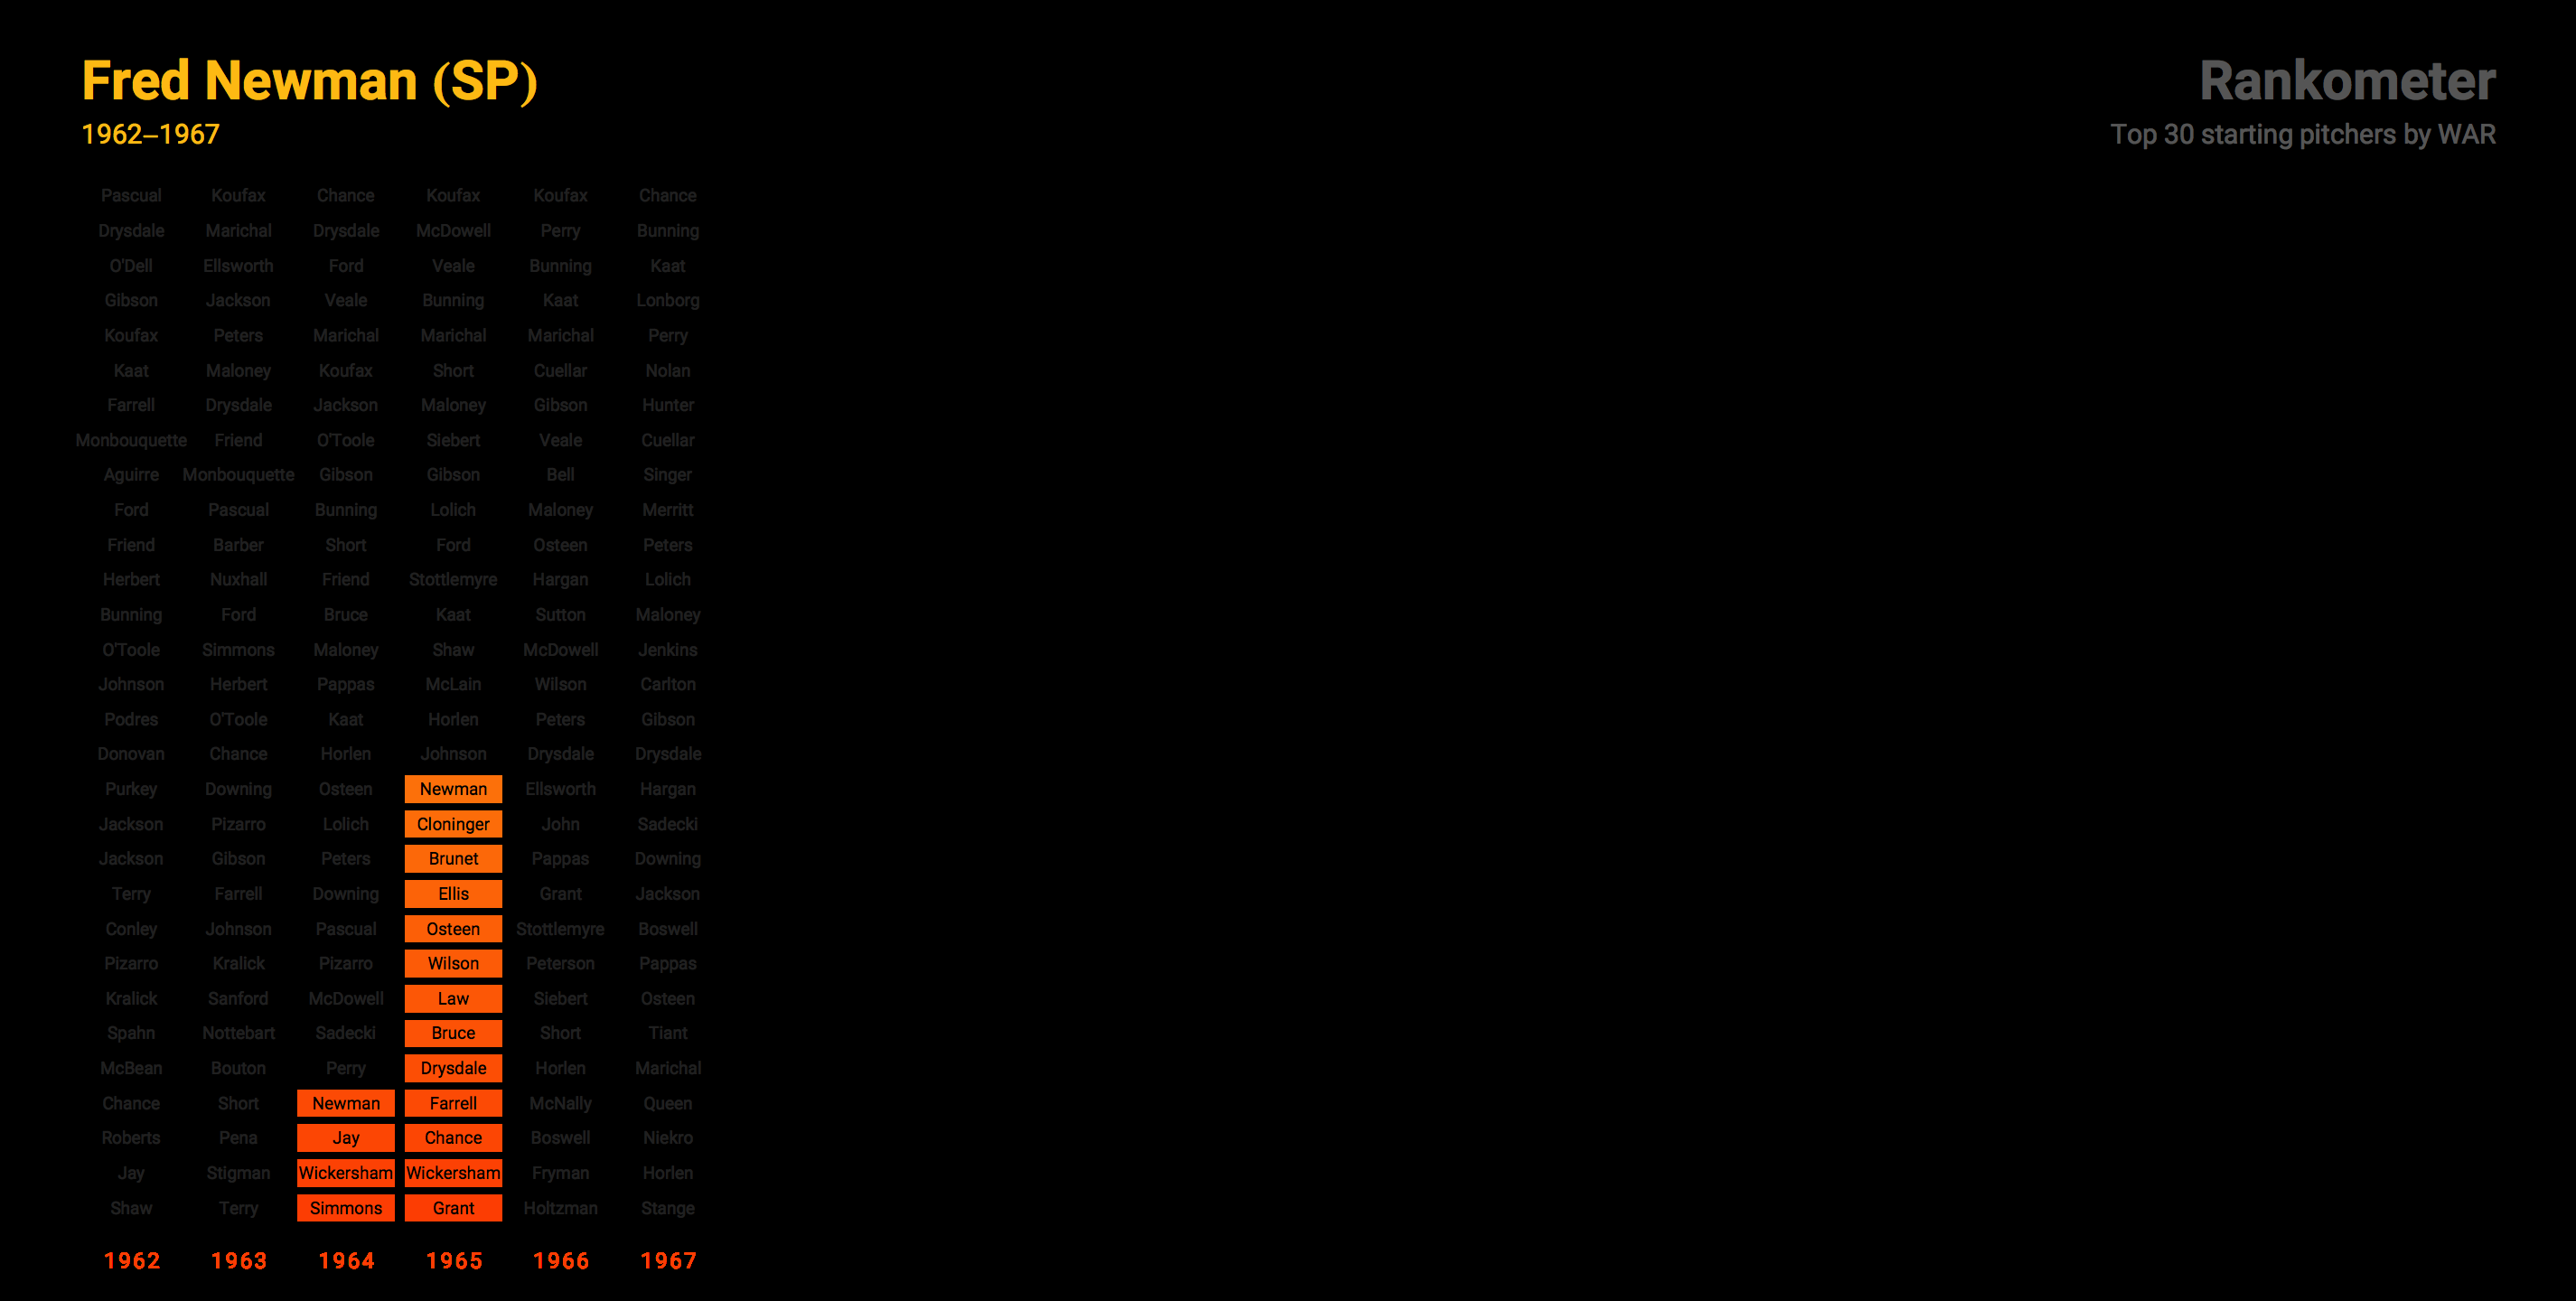 Fred Newman (SP)
1962–1967
Rankometer
Top 30 starting pitchers by WAR
Pascual Koufax Chance Koufax Koufax Chance
Drysdale Marichal Drysdale McDowell Perry Bunning
O'Dell Ellsworth Ford Veale Bunning Kaat
Gibson Jackson Veale Bunning Kaat Lonborg
Koufax Peters Marichal Marichal Marichal Perry
Kaat Maloney Koufax Short Cuellar Nolan
Farrell Drysdale Jackson Maloney Gibson Hunter
Monbouquette Friend O'Toole Siebert Veale Cuellar
Aguirre Monbouquette Gibson Gibson Bell Singer
Ford Pascual Bunning Lolich Maloney Merritt
Friend Barber Short Ford Osteen Peters
Herbert Nuxhall Friend Stottlemyre Hargan Lolich
Bunning Ford Bruce Kaat Sutton Maloney
O'Toole Simmons Maloney Shaw McDowell Jenkins
Johnson Herbert Pappas McLain Wilson Carlton
Podres O'Toole Kaat Horlen Peters Gibson
Donovan Chance Horlen Johnson Drysdale Drysdale
Purkey Downing Osteen Newman Ellsworth Hargan
Jackson Pizarro Lolich Cloninger John Sadecki
Jackson Gibson Peters Brunet Pappas Downing
Terry Farrell Downing Ellis Grant Jackson
Conley Johnson Pascual Osteen Stottlemyre Boswell
Pizarro Kralick Pizarro Wilson Peterson Pappas
Kralick Sanford McDowell Law Siebert Osteen
Spahn Nottebart Sadecki Bruce Short Tiant
McBean Bouton Perry Drysdale Horlen Marichal
Chance Short Newman Farrell McNally Queen
Roberts Pena Jay Chance Boswell Niekro
Jay Stigman Wickersham Wickersham Fryman Horlen
Shaw Terry Simmons Grant Holtzman Stange
1962 1963 1964 1965 1966 1967